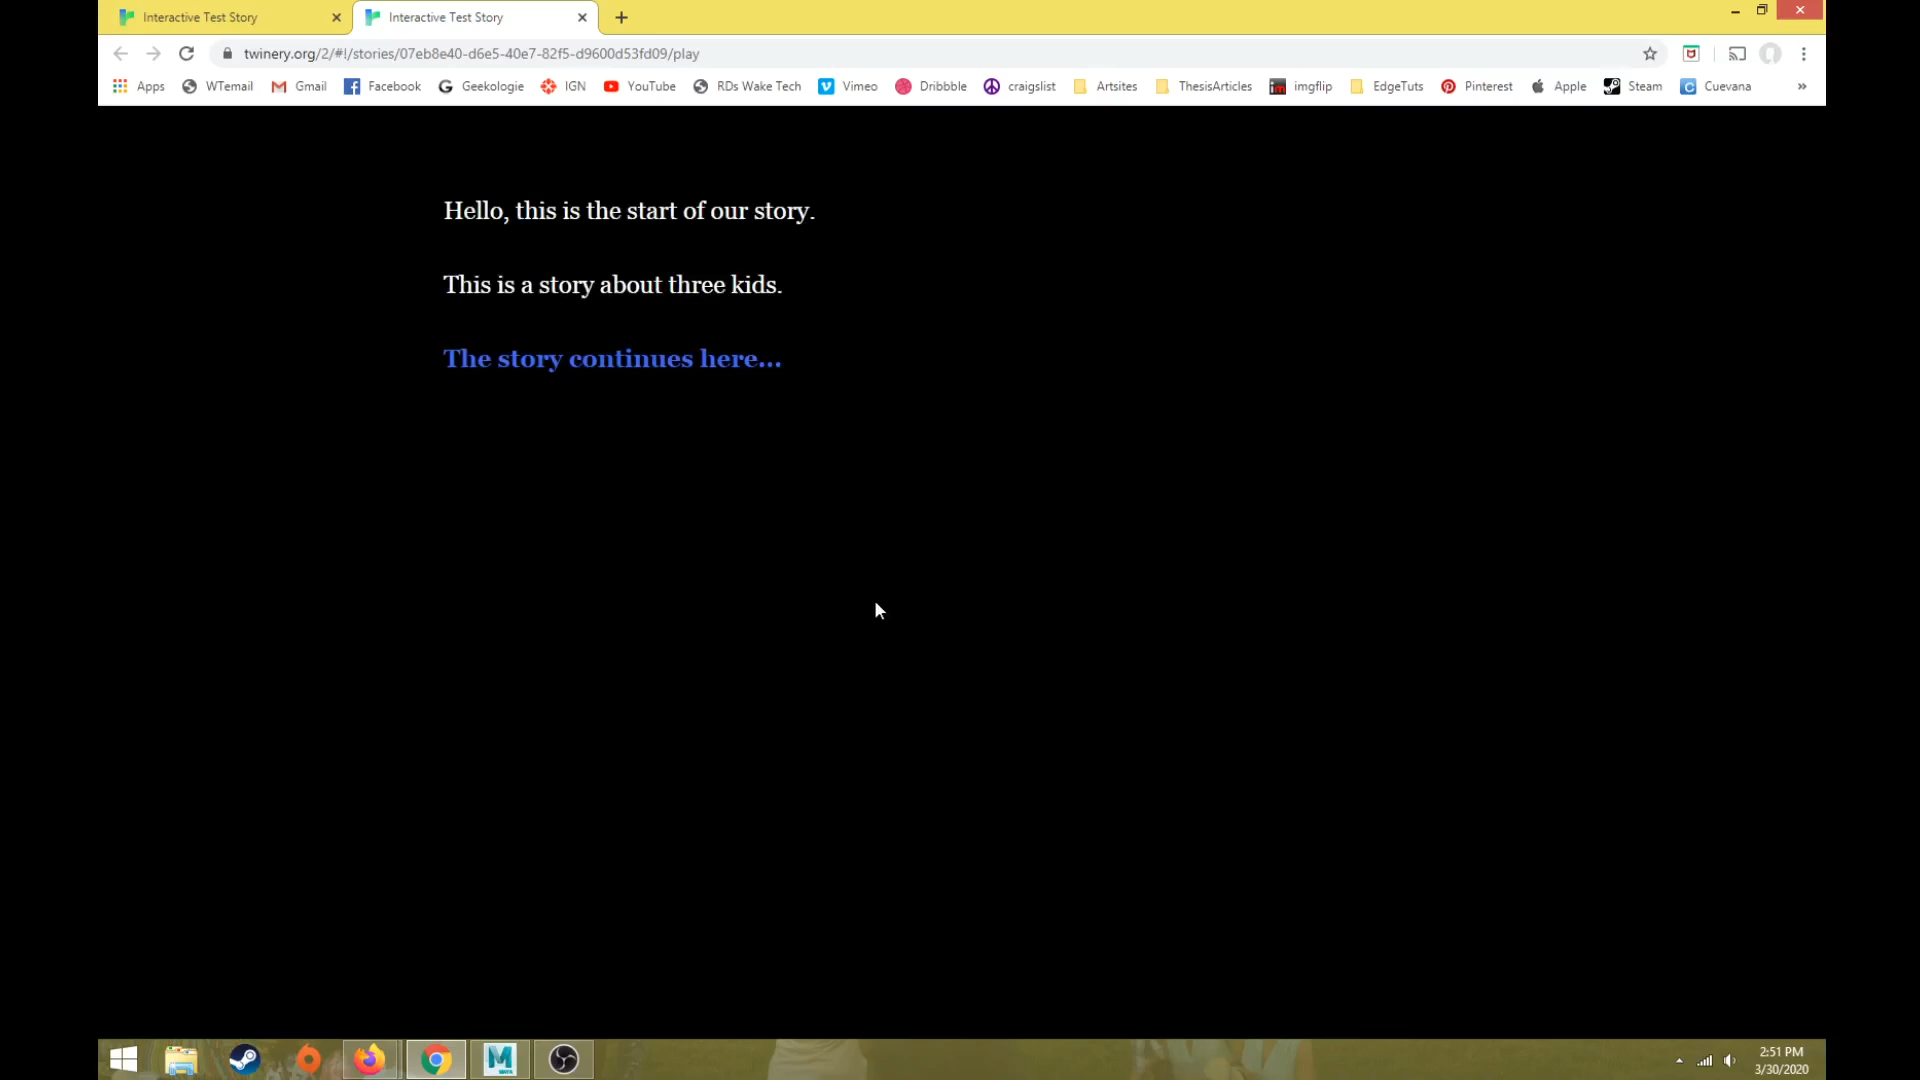 Interactive Test Story
Interactive Test Story
twinery.org/2/#!/stories/07eb8e40-d6e5-40e7-82f5-d9600d53fd09/play
Apps WTemail Gmail Facebook Geekologie IGN YouTube RDs Wake Tech Vimeo Dribbble craigslist Artsites ThesisArticles imgflip EdgeTuts Pinterest Apple Steam Cuevana »
Hello, this is the start of our story.
This is a story about three kids.
The story continues here...
2:51 PM
3/30/2020